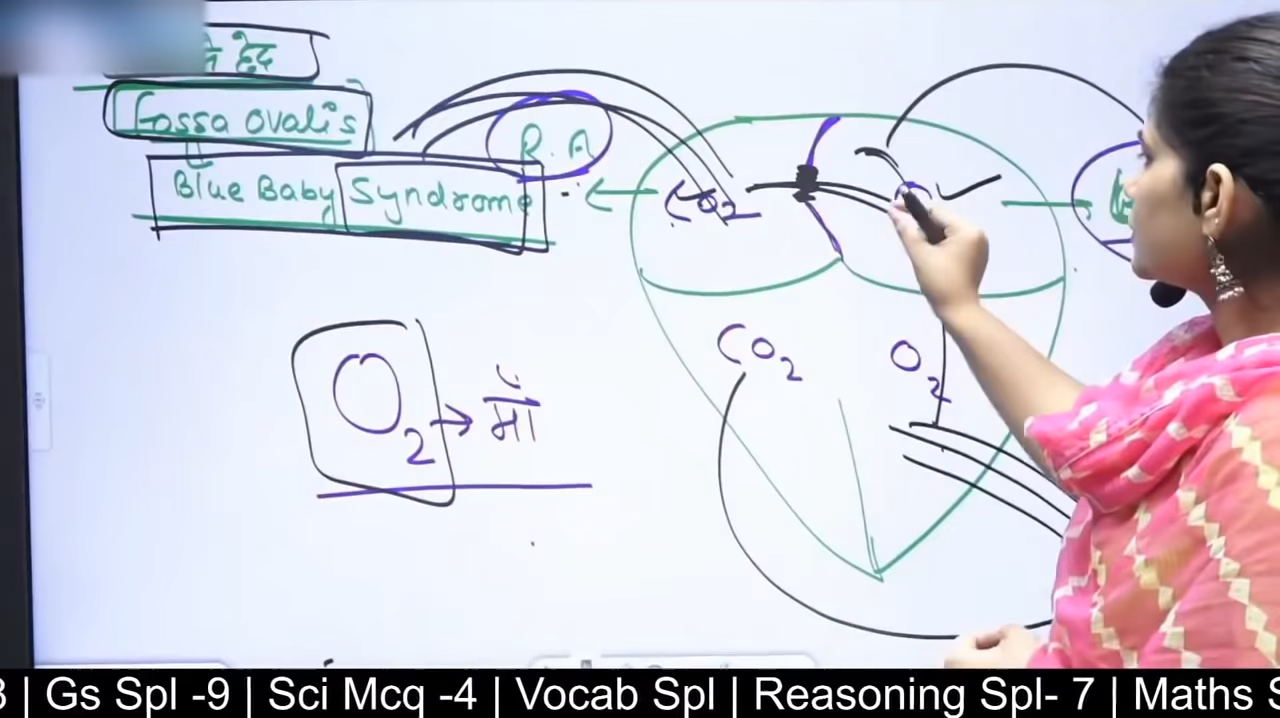 Fossa ovalis
Blue Baby Syndrome
R.A
CO2
CO2
O2
O2 → माँ
| Gs Spl -9 | Sci Mcq -4 | Vocab Spl | Reasoning Spl- 7 | Maths